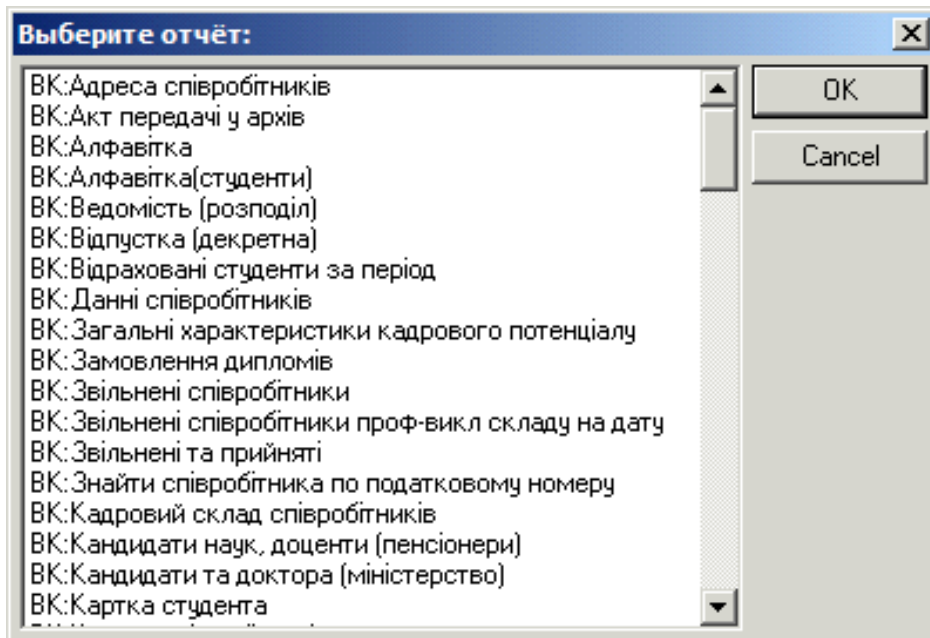 Выберите отчёт:
ВК:Адреса співробітників
ВК:Акт передачі у архів
ВК:Алфавітка
ВК:Алфавітка(студенти)
ВК:Ведомість (розподіл)
ВК:Відпустка (декретна)
ВК:Відраховані студенти за період
ВК:Данні співробітників
ВК:Загальні характеристики кадрового потенціалу
ВК:Замовлення дипломів
ВК:Звільнені співробітники
ВК:Звільнені співробітники проф-викл складу на дату
ВК:Звільнені та прийняті
ВК:Знайти співробітника по податковому номеру
ВК:Кадровий склад співробітників
ВК:Кандидати наук, доценти (пенсіонери)
ВК:Кандидати та доктора (міністерство)
ВК:Картка студента
OK
Cancel